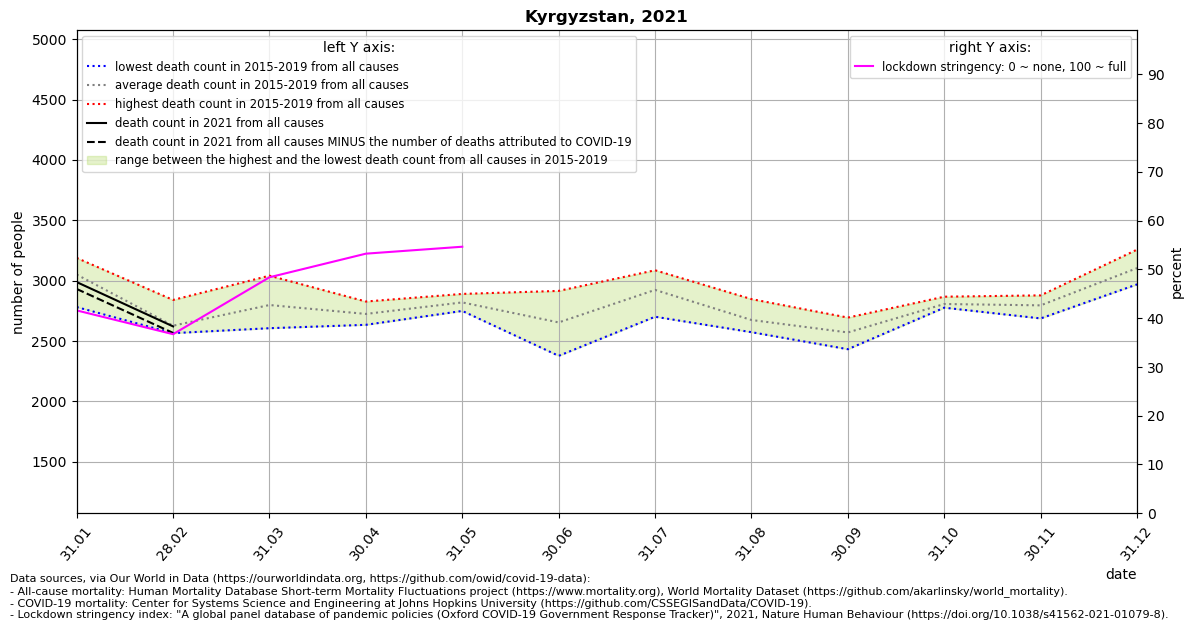 Kyrgyzstan, 2021
left Y axis:
lowest death count in 2015-2019 from all causes
average death count in 2015-2019 from all causes
highest death count in 2015-2019 from all causes
death count in 2021 from all causes
death count in 2021 from all causes MINUS the number of deaths attributed to COVID-19
range between the highest and the lowest death count from all causes in 2015-2019
right Y axis:
lockdown stringency: 0 ~ none, 100 ~ full
number of people
5000
4500
4000
3500
3000
2500
2000
1500
percent
90
80
70
60
50
40
30
20
10
0
31.01
28.02
31.03
30.04
31.05
30.06
31.07
31.08
30.09
31.10
30.11
31.12
date
Data sources, via Our World in Data (https://ourworldindata.org, https://github.com/owid/covid-19-data):
- All-cause mortality: Human Mortality Database Short-term Mortality Fluctuations project (https://www.mortality.org), World Mortality Dataset (https://github.com/akarlinsky/world_mortality).
- COVID-19 mortality: Center for Systems Science and Engineering at Johns Hopkins University (https://github.com/CSSEGISandData/COVID-19).
- Lockdown stringency index: "A global panel database of pandemic policies (Oxford COVID-19 Government Response Tracker)", 2021, Nature Human Behaviour (https://doi.org/10.1038/s41562-021-01079-8).